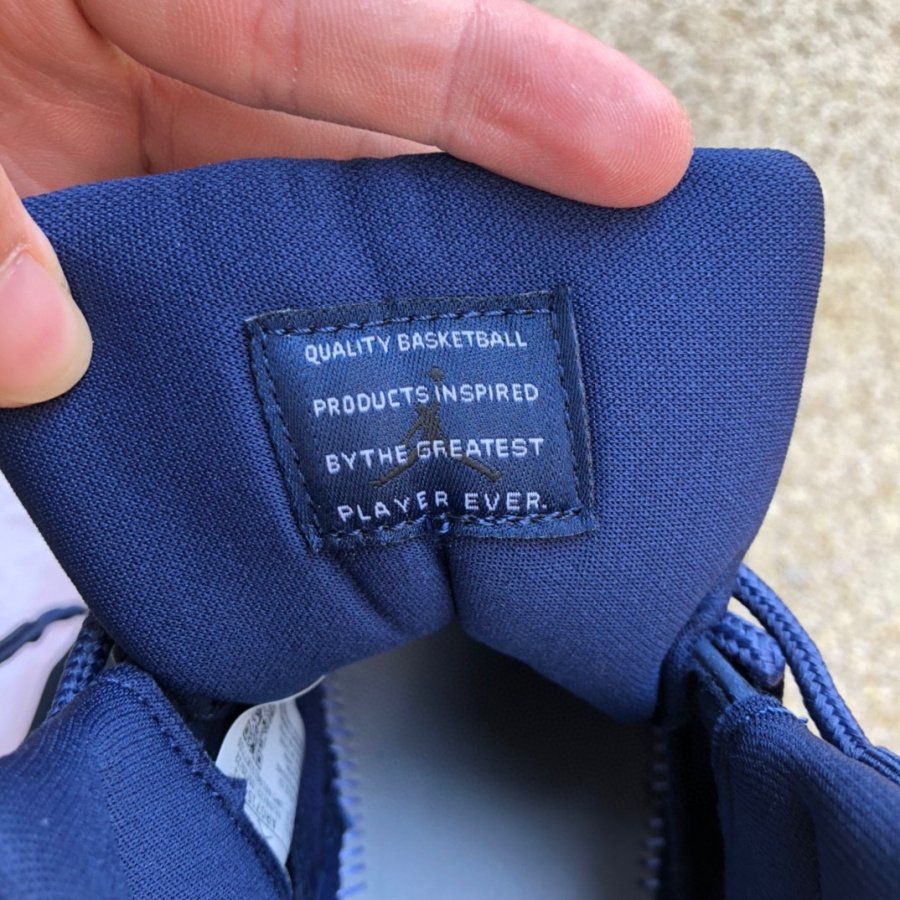 QUALITY BASKETBALL
PRODUCTS INSPIRED
BY THE GREATEST
PLAYER EVER.